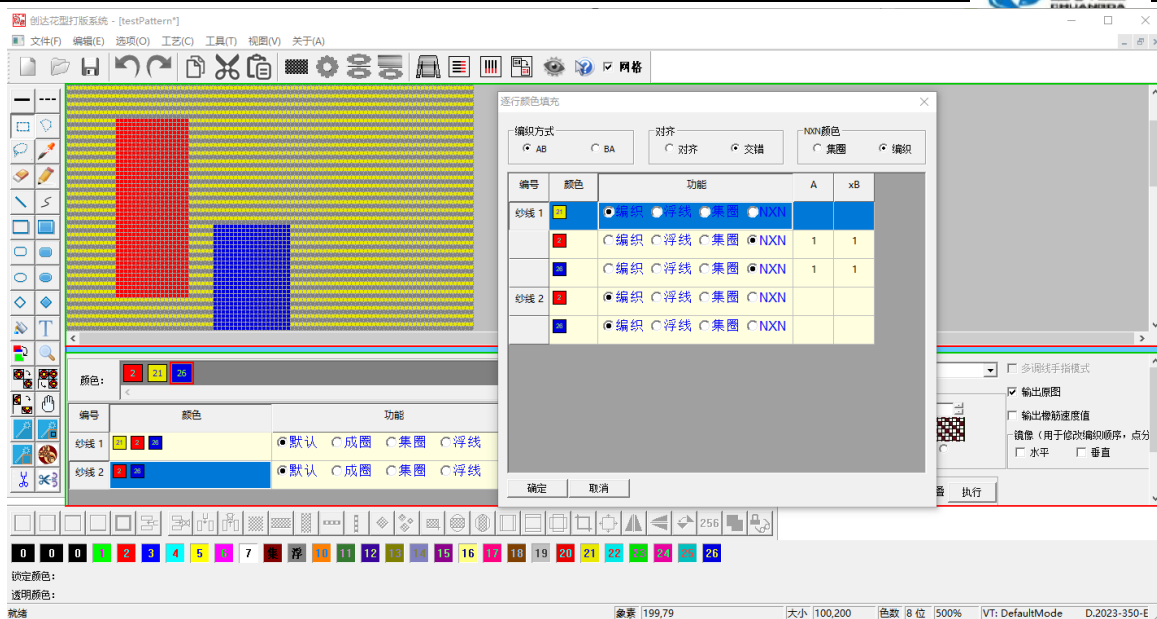 CHUANGDA
创达花型打版系统 - [testPattern*]
文件(F) 编辑(E) 选项(O) 工艺(C) 工具(T) 视图(V) 关于(A)
网格
逐行颜色填充
编织方式 对齐 NXN颜色
AB BA 对齐 交错 集圈 编织
编号 颜色 功能 A xB
纱线 1 21 编织 浮线 集圈 NXN
2 编织 浮线 集圈 NXN 1 1
26 编织 浮线 集圈 NXN 1 1
纱线 2 2 编织 浮线 集圈 NXN
26 编织 浮线 集圈 NXN
确定 取消
颜色: 2 21 26
编号 颜色 功能
纱线 1 21 2 26 默认 成圈 集圈 浮线
纱线 2 2 26 默认 成圈 集圈 浮线
多调线手指模式
输出原图
输出橡筋速度值
镜像（用于修改编织顺序，点分
水平 垂直
执行
256
0 0 0 1 2 3 4 5 6 7 集 浮 10 11 12 13 14 15 16 17 18 19 20 21 22 23 24 25 26
锁定颜色:
透明颜色:
就绪 象素 199,79 大小 100,200 色数 8 位 500% VT: DefaultMode D.2023-350-E